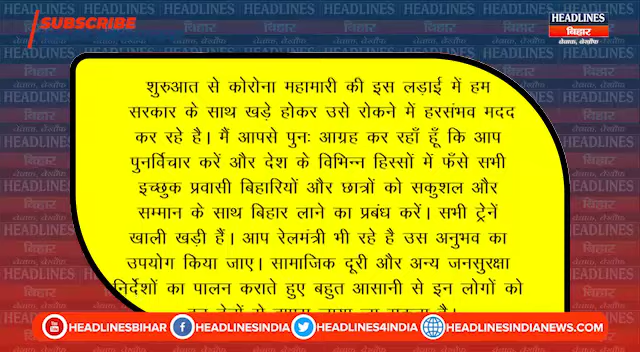 SUBSCRIBE
HEADLINES
बिहार
बेखौफ, बेखौफ
शुरुआत से कोरोना महामारी की इस लड़ाई में हम
सरकार के साथ खड़े होकर उसे रोकने में हरसंभव मदद
कर रहे है। मैं आपसे पुनः आग्रह कर रहाँ हूँ कि आप
पुनर्विचार करें और देश के विभिन्न हिस्सों में फँसे सभी
इच्छुक प्रवासी बिहारियों और छात्रों को सकुशल और
सम्मान के साथ बिहार लाने का प्रबंध करें। सभी ट्रेनें
खाली खड़ी हैं। आप रेलमंत्री भी रहे है उस अनुभव का
उपयोग किया जाए। सामाजिक दूरी और अन्य जनसुरक्षा
निर्देशों का पालन कराते हुए बहुत आसानी से इन लोगों को
HEADLINESBIHAR HEADLINESINDIA HEADLINES4INDIA HEADLINESINDIANEWS.COM